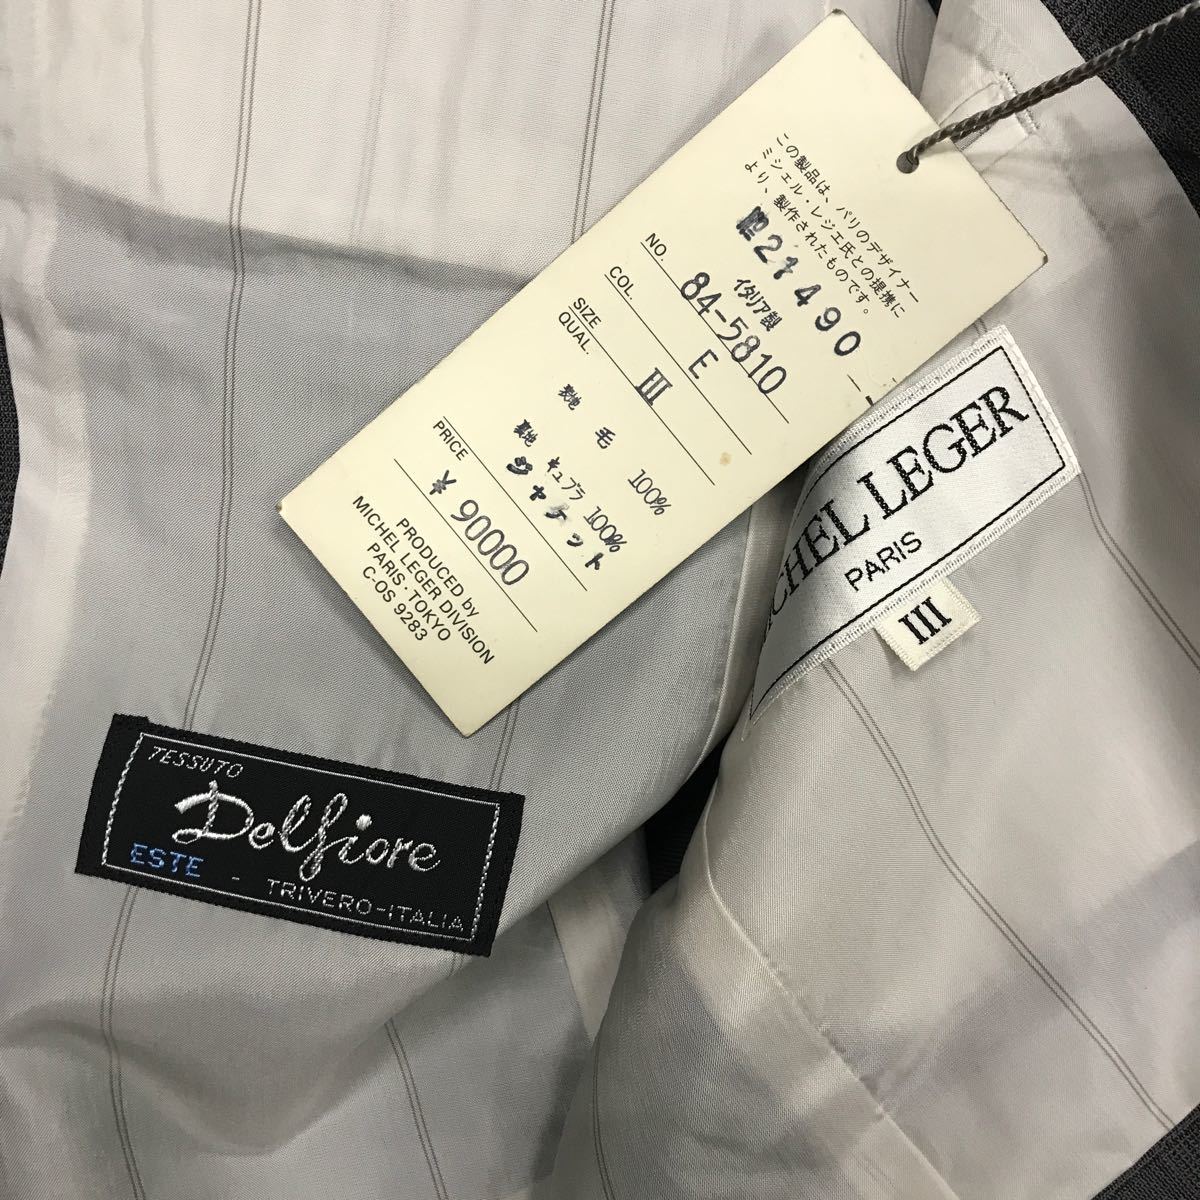 この製品は、パリのデザイナー
ミシェル・レジェ氏との提携に
より、製作されたものです。
21490
イタリア製
NO. 84-5810
COL. E
SIZE III
QUAL.
表地 毛 100%
裏地 キュプラ 100%
ジャケット
PRICE ¥90000
PRODUCED by
MICHEL LEGER DIVISION
PARIS·TOKYO
C-OS 9283
CHEL LEGER
PARIS
III
TESSUTO
Delfiore
ESTE - TRIVERO-ITALIA